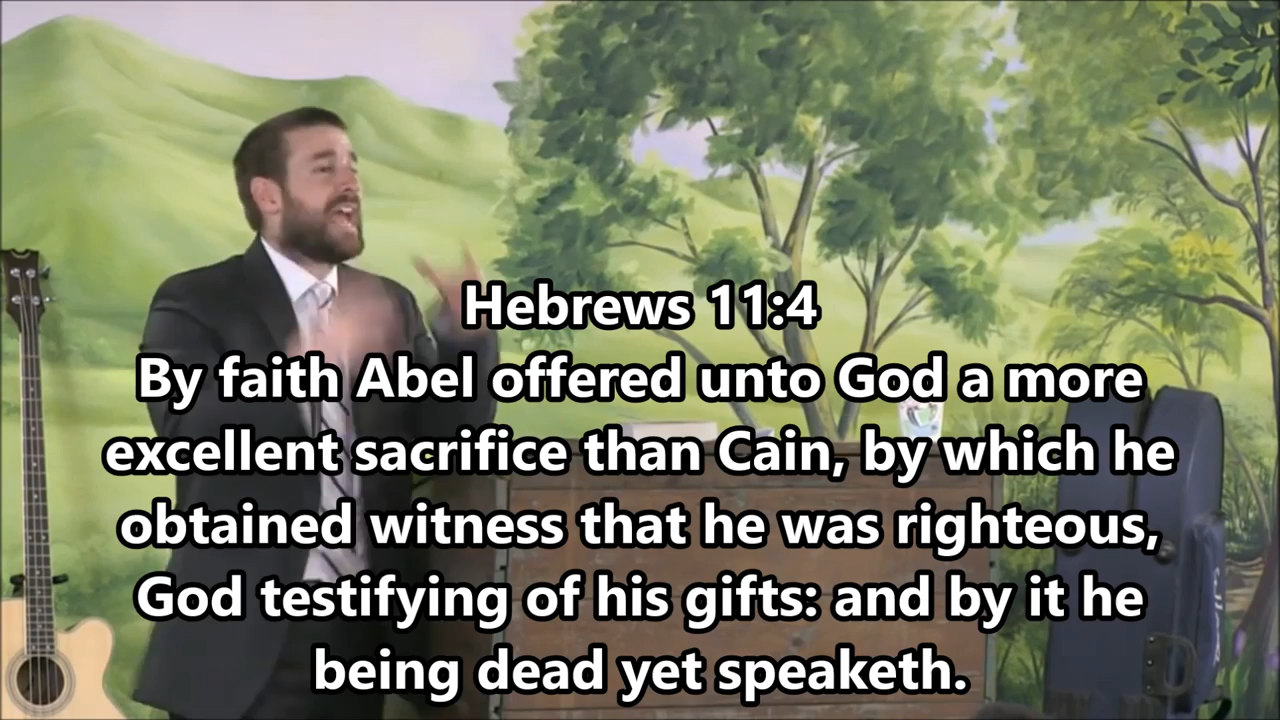 Hebrews 11:4
By faith Abel offered unto God a more
excellent sacrifice than Cain, by which he
obtained witness that he was righteous,
God testifying of his gifts: and by it he
being dead yet speaketh.